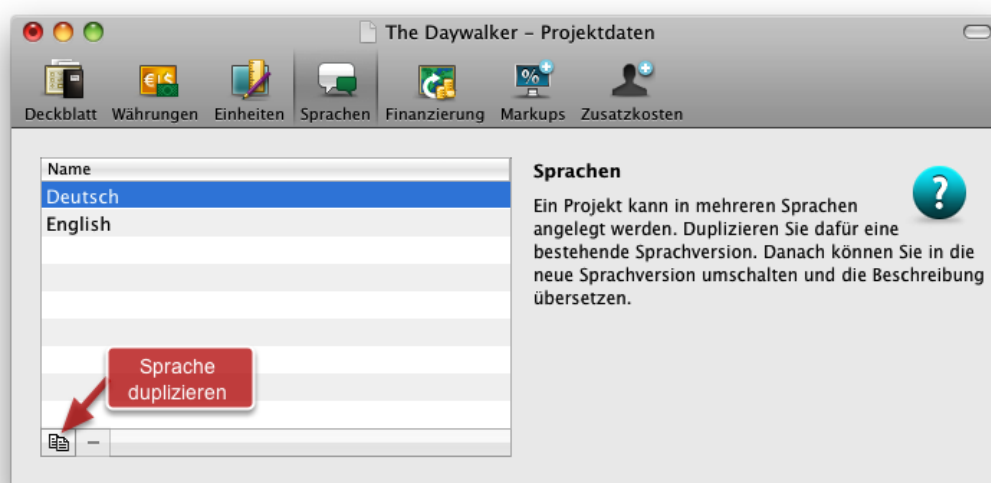 The Daywalker – Projektdaten
Deckblatt Währungen Einheiten Sprachen Finanzierung Markups Zusatzkosten
Name
Deutsch
English
Sprache
duplizieren
Sprachen
Ein Projekt kann in mehreren Sprachen
angelegt werden. Duplizieren Sie dafür eine
bestehende Sprachversion. Danach können Sie in die
neue Sprachversion umschalten und die Beschreibung
übersetzen.